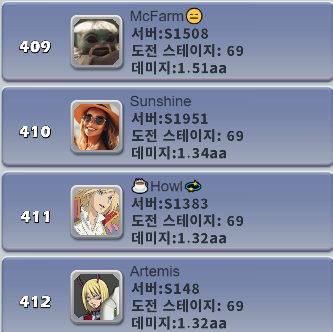 409
McFarm😑
서버:S1508
도전 스테이지: 69
데미지:1.51aa
410
Sunshine
서버:S1951
도전 스테이지: 69
데미지:1.34aa
411
Howl
서버:S1383
도전 스테이지: 69
데미지:1.32aa
412
Artemis
서버:S148
도전 스테이지: 69
데미지:1.32aa